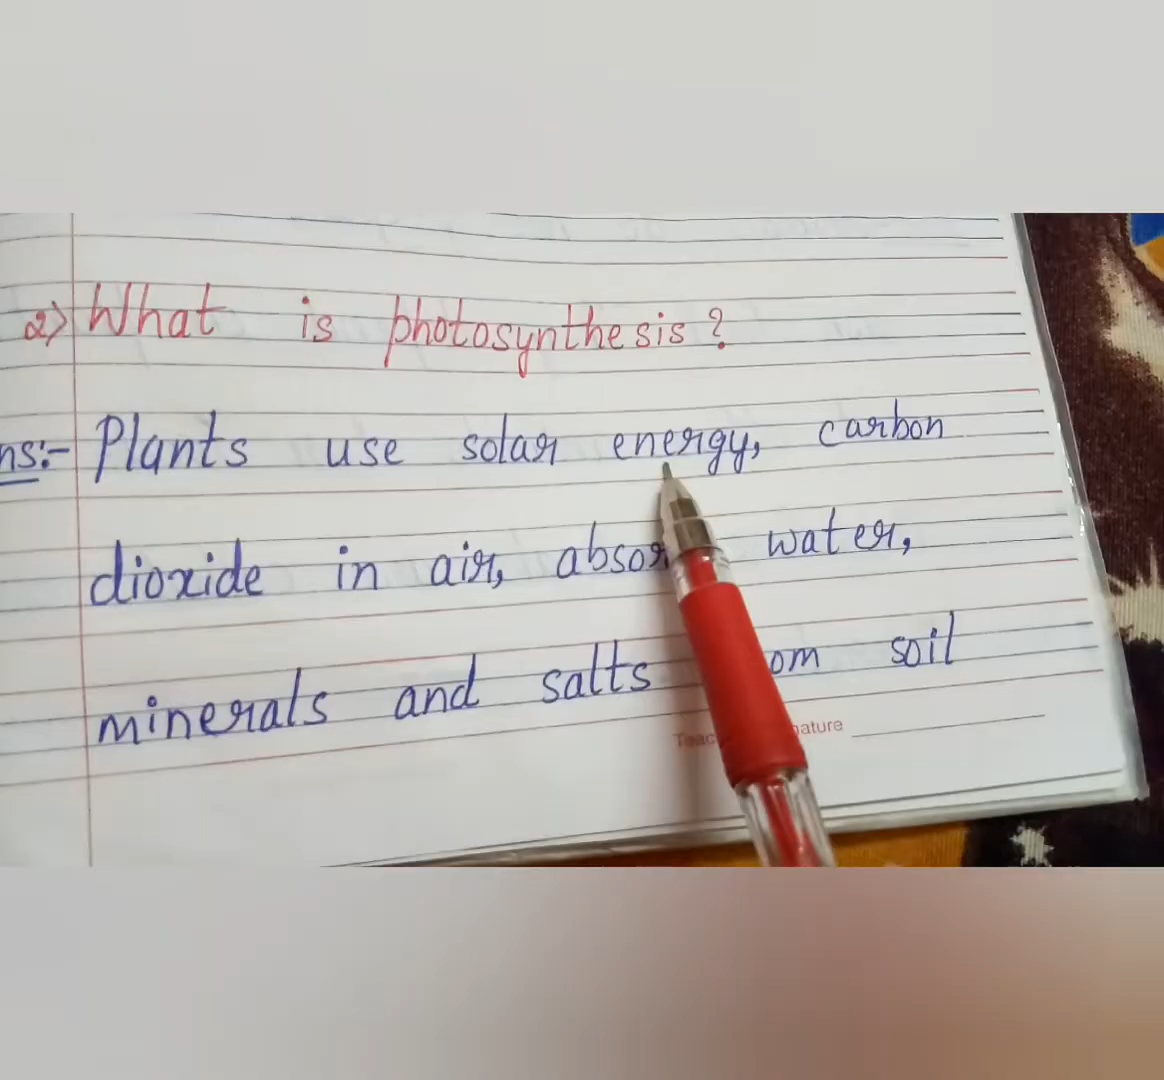 2) What is photosynthesis?
ns:- Plants use solar energy, carbon
dioxide in air, absor water,
minerals and salts om soil
Teac nature